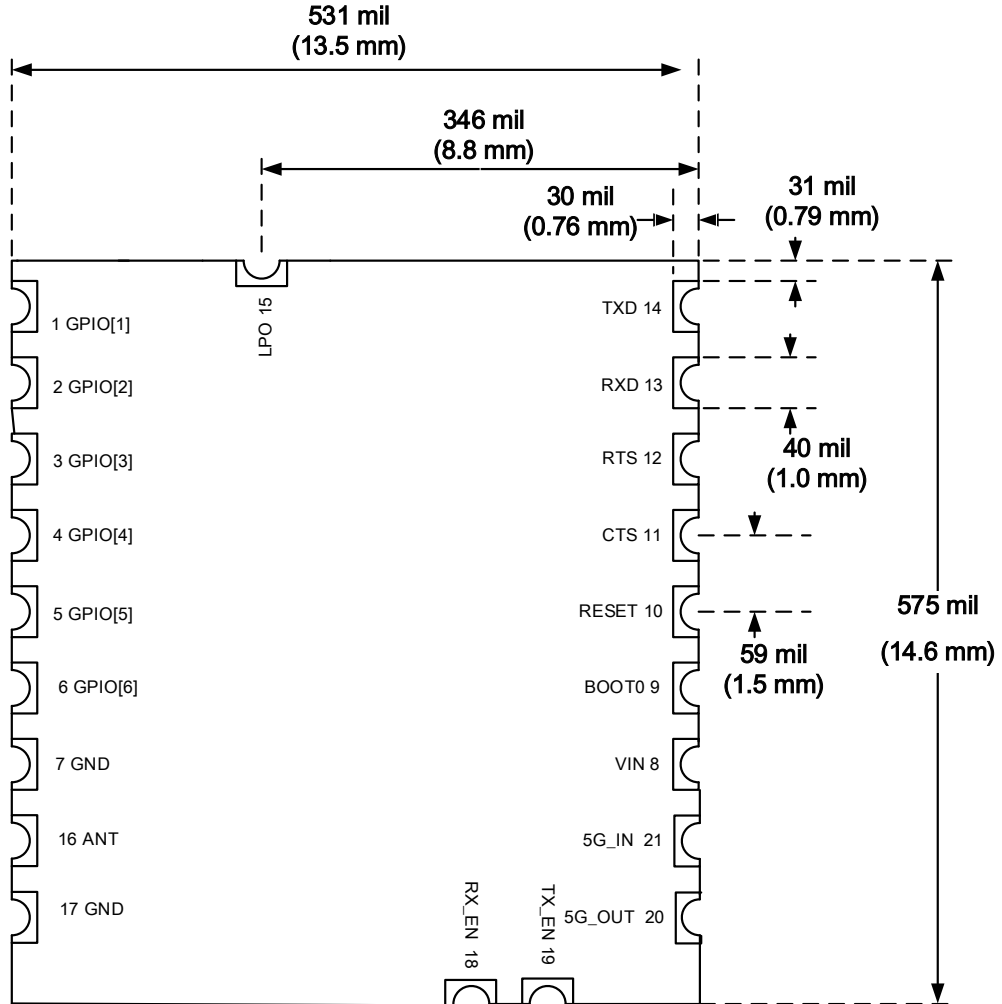 531 mil
(13.5 mm)
346 mil
(8.8 mm)
30 mil
(0.76 mm)
31 mil
(0.79 mm)
LPO 15
1 GPIO[1]
2 GPIO[2]
3 GPIO[3]
4 GPIO[4]
5 GPIO[5]
6 GPIO[6]
7 GND
16 ANT
17 GND
TXD 14
RXD 13
RTS 12
CTS 11
RESET 10
BOOT0 9
VIN 8
5G_IN 21
5G_OUT 20
RX_EN 18
TX_EN 19
40 mil
(1.0 mm)
59 mil
(1.5 mm)
575 mil
(14.6 mm)